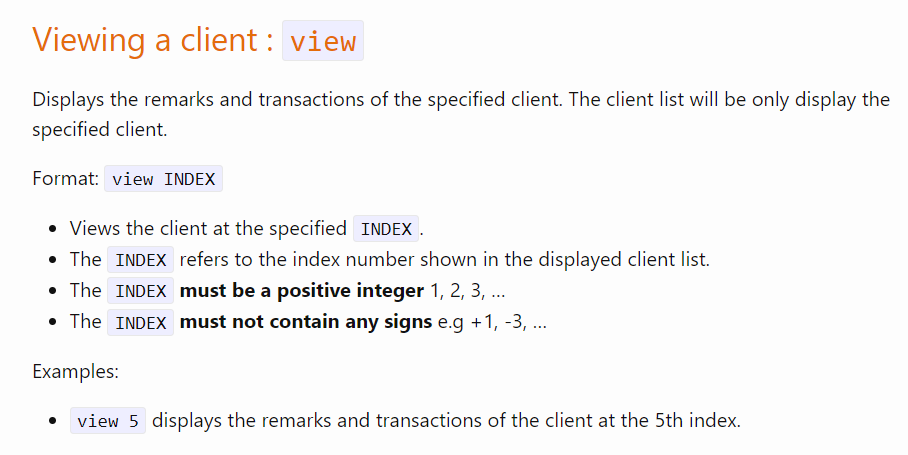 Viewing a client : view
Displays the remarks and transactions of the specified client. The client list will be only display the
specified client.
Format: view INDEX
• Views the client at the specified INDEX.
• The INDEX refers to the index number shown in the displayed client list.
• The INDEX must be a positive integer 1, 2, 3, …
• The INDEX must not contain any signs e.g +1, -3, …
Examples:
• view 5 displays the remarks and transactions of the client at the 5th index.